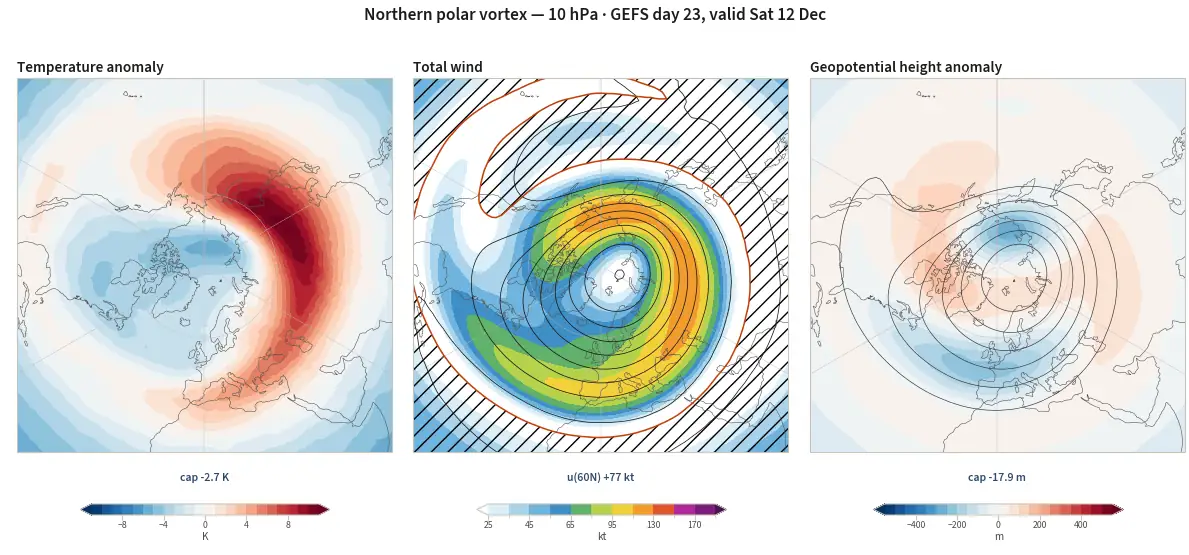 Northern polar vortex — 10 hPa · GEFS day 23, valid Sat 12 Dec
Temperature anomaly
Total wind
Geopotential height anomaly
cap -2.7 K
u(60N) +77 kt
cap -17.9 m
−8 −4 0 4 8
K
25 45 65 95 130 170
kt
−400 −200 0 200 400
m